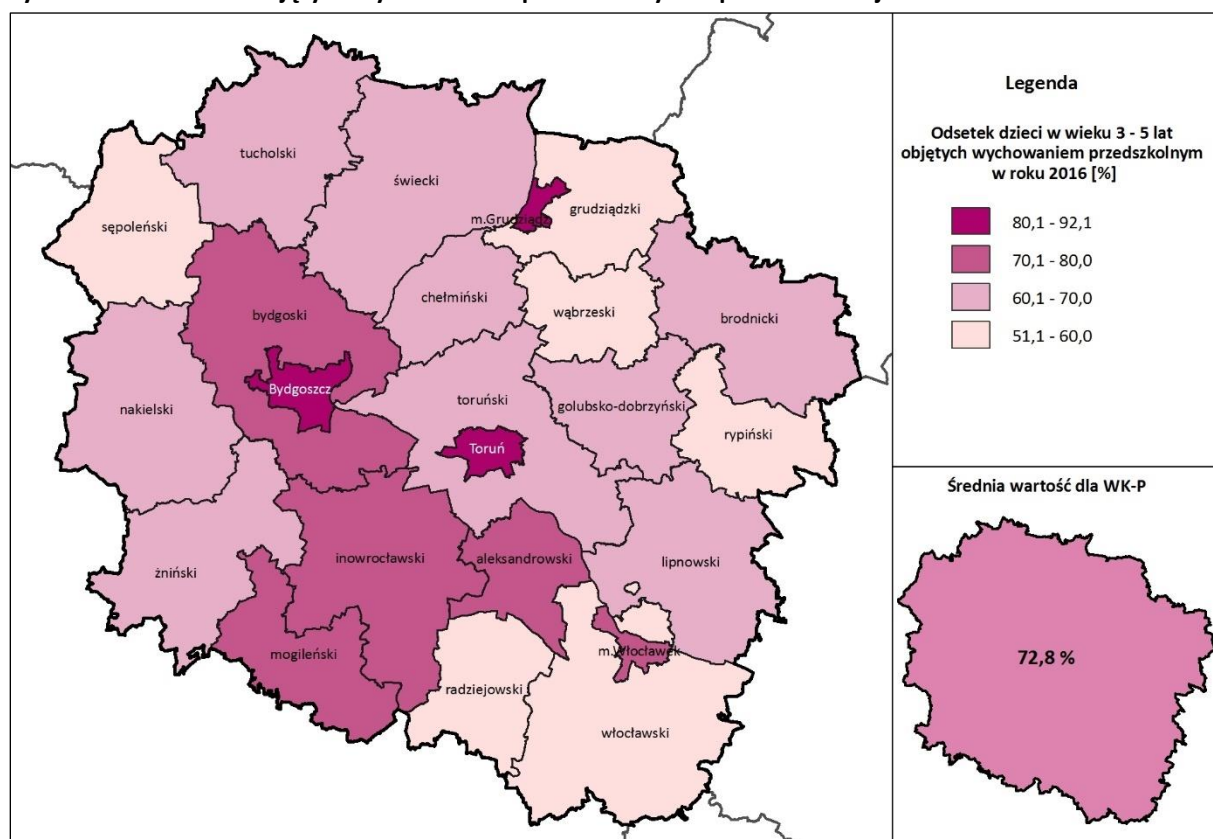 tucholski
świecki
sępoleński
m.Grudziądz
grudziądzki
bydgoski
chełmiński
wąbrzeski
brodnicki
Bydgoszcz
nakielski
toruński
golubsko-dobrzyński
rypiński
Toruń
żniński
inowrocławski
aleksandrowski
lipnowski
mogileński
m.Włocławek
radziejowski
włocławski
Legenda
Odsetek dzieci w wieku 3 - 5 lat
objętych wychowaniem przedszkolnym
w roku 2016 [%]
80,1 - 92,1
70,1 - 80,0
60,1 - 70,0
51,1 - 60,0
Średnia wartość dla WK-P
72,8 %